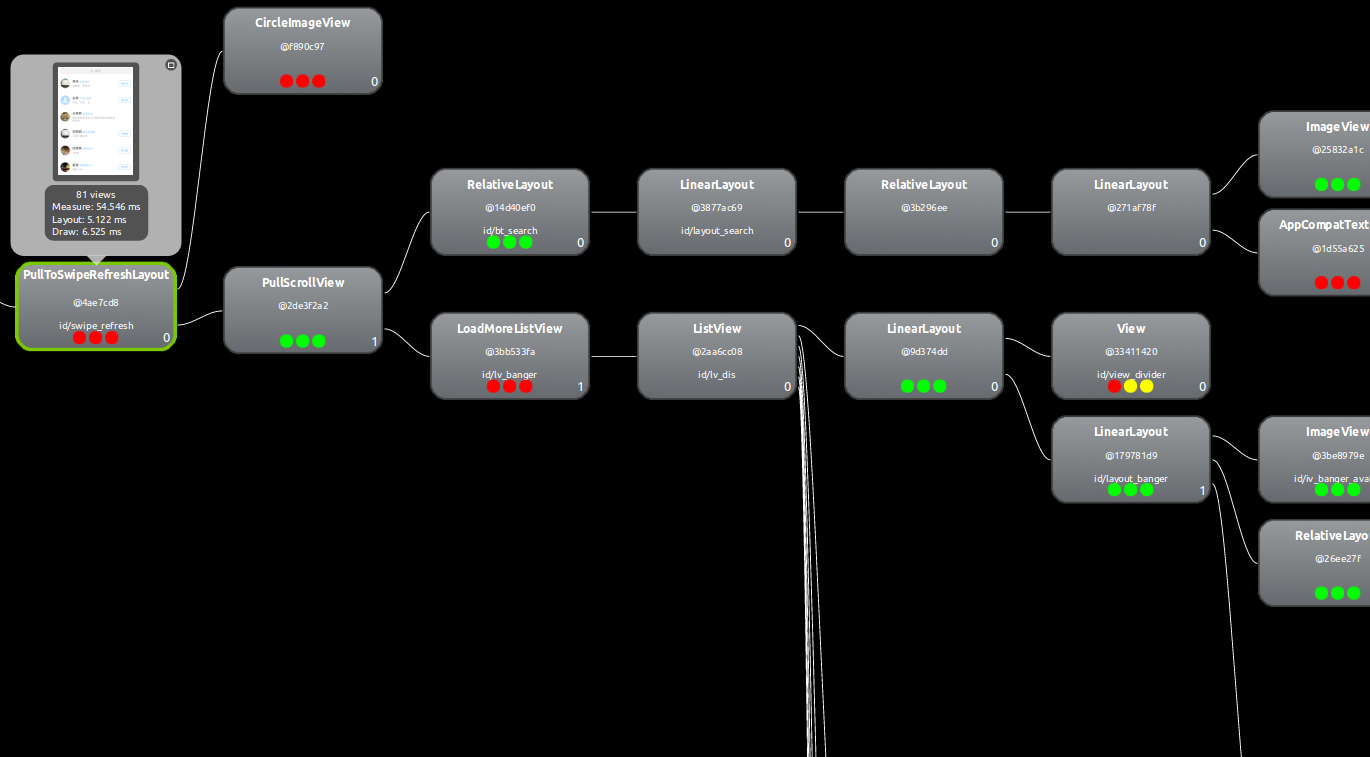 CircleImageView
@f890c97
0
81 views
Measure: 54.546 ms
Layout: 5.122 ms
Draw: 6.525 ms
PullToSwipeRefreshLayout
@4ae7cd8
id/swipe_refresh
0
PullScrollView
@2de3f2a2
1
RelativeLayout
@14d40ef0
id/bt_search
0
LinearLayout
@3877ac69
id/layout_search
0
RelativeLayout
@3b296ee
0
LinearLayout
@271af78f
0
ImageView
@25832a1c
AppCompatText
@1d55a625
LoadMoreListView
@3bb533fa
id/lv_banger
1
ListView
@2aa6cc08
id/lv_dis
0
LinearLayout
@9d374dd
0
View
@33411420
id/view_divider
0
LinearLayout
@179781d9
id/layout_banger
1
ImageView
@3be8979e
id/iv_banger_ava
RelativeLayo
@26ee27f